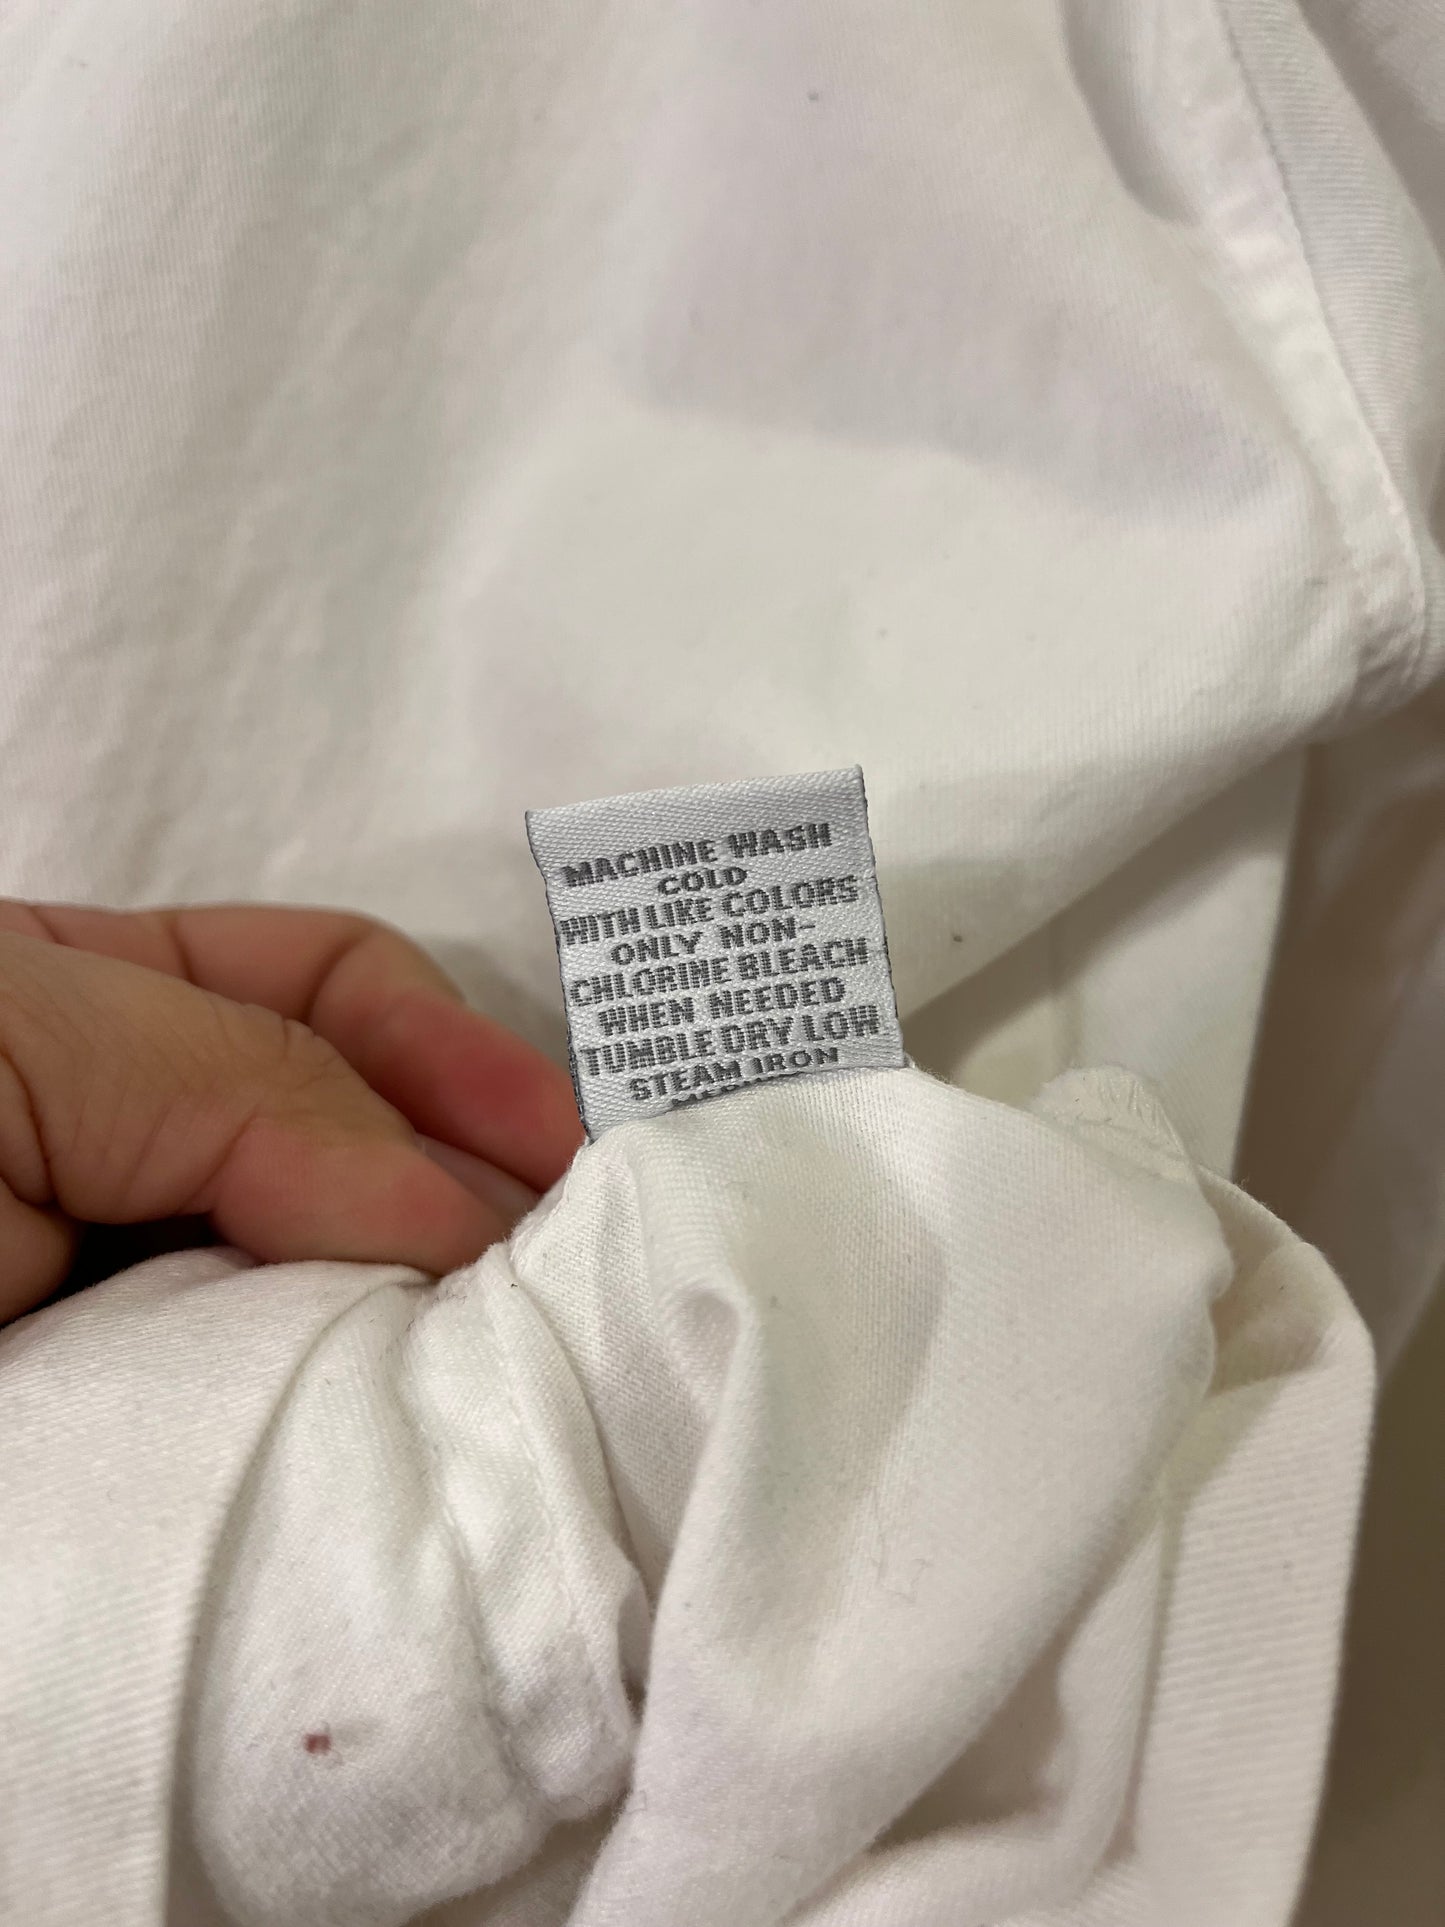 MACHINE WASH
COLD
WITH LIKE COLORS
ONLY NON-
CHLORINE BLEACH
WHEN NEEDED
TUMBLE DRY LOW
STEAM IRON